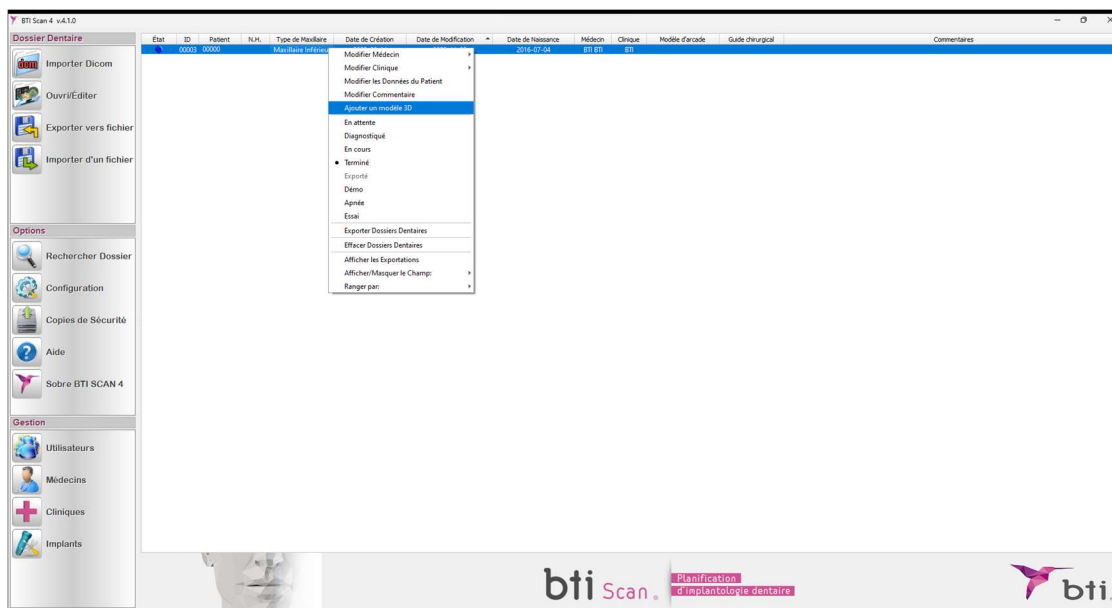 BTI Scan 4 v.4.1.0
Dossier Dentaire
Importer Dicom
Ouvri/Éditer
Exporter vers fichier
Importer d'un fichier
Options
Rechercher Dossier
Configuration
Copies de Sécurité
Aide
Sobre BTI SCAN 4
Gestion
Utilisateurs
Médecins
Cliniques
Implants
État ID Patient N.H. Type de Maxillaire Date de Création Date de Modification Date de Naissance Médecin Clinique Modèle d'arcade Guide chirurgical Commentaires
00003 00000 Maxillaire Inférieu 2016-07-04 BTI BTI BTI
Modifier Médecin
Modifier Clinique
Modifier les Données du Patient
Modifier Commentaire
Ajouter un modèle 3D
En attente
Diagnostiqué
En cours
Terminé
Exporté
Démo
Apnée
Essai
Exporter Dossiers Dentaires
Effacer Dossiers Dentaires
Afficher les Exportations
Afficher/Masquer le Champ:
Ranger par:
bti Scan.
Planification
d'implantologie dentaire
bti.